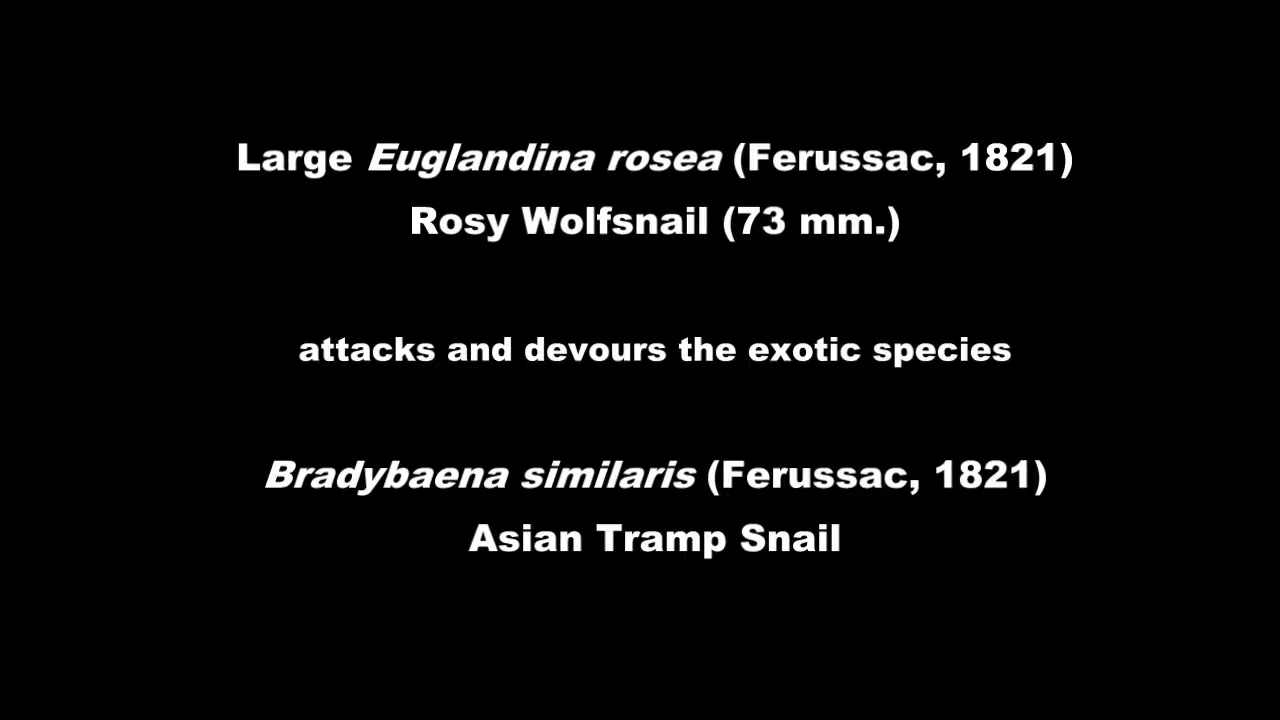 Large Euglandina rosea (Ferussac, 1821)
Rosy Wolfsnail (73 mm.)
attacks and devours the exotic species
Bradybaena similaris (Ferussac, 1821)
Asian Tramp Snail